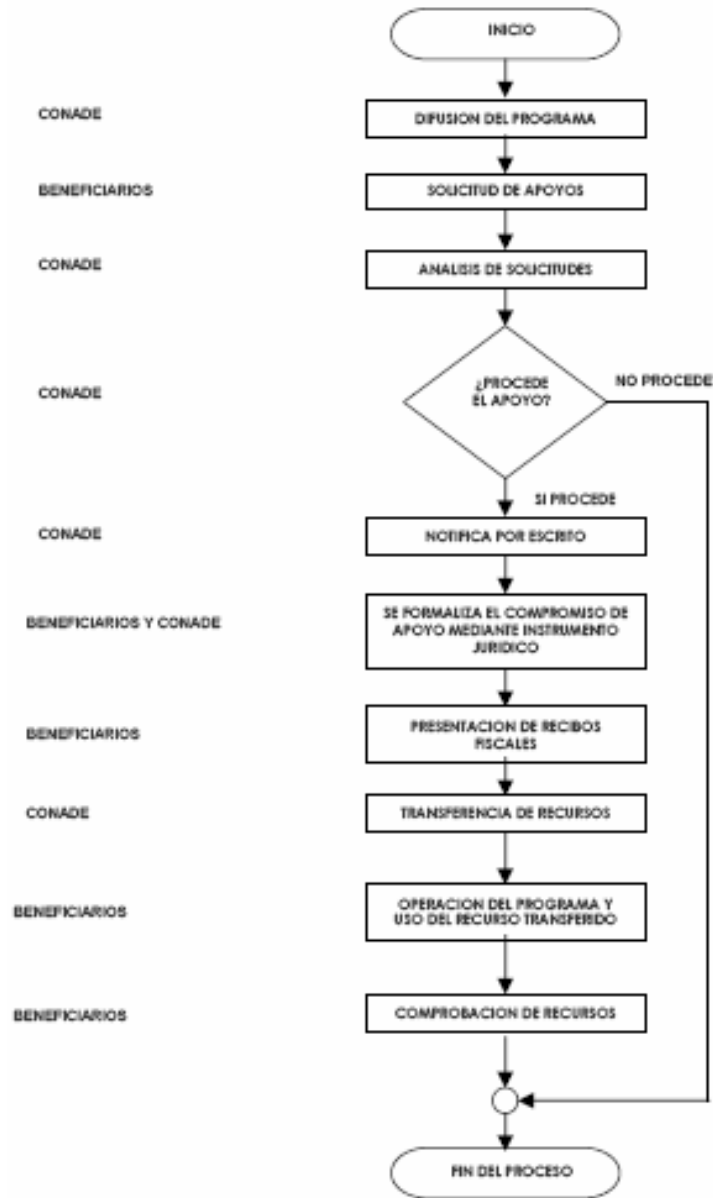 INICIO
CONADE
DIFUSION DEL PROGRAMA
BENEFICIARIOS
SOLICITUD DE APOYOS
CONADE
ANALISIS DE SOLICITUDES
CONADE
¿PROCEDE
EL APOYO?
NO PROCEDE
SI PROCEDE
CONADE
NOTIFICA POR ESCRITO
BENEFICIARIOS Y CONADE
SE FORMALIZA EL COMPROMISO DE
APOYO MEDIANTE INSTRUMENTO
JURIDICO
BENEFICIARIOS
PRESENTACION DE RECIBOS
FISCALES
CONADE
TRANSFERENCIA DE RECURSOS
BENEFICIARIOS
OPERACION DEL PROGRAMA Y
USO DEL RECURSO TRANSFERIDO
BENEFICIARIOS
COMPROBACION DE RECURSOS
FIN DEL PROCESO